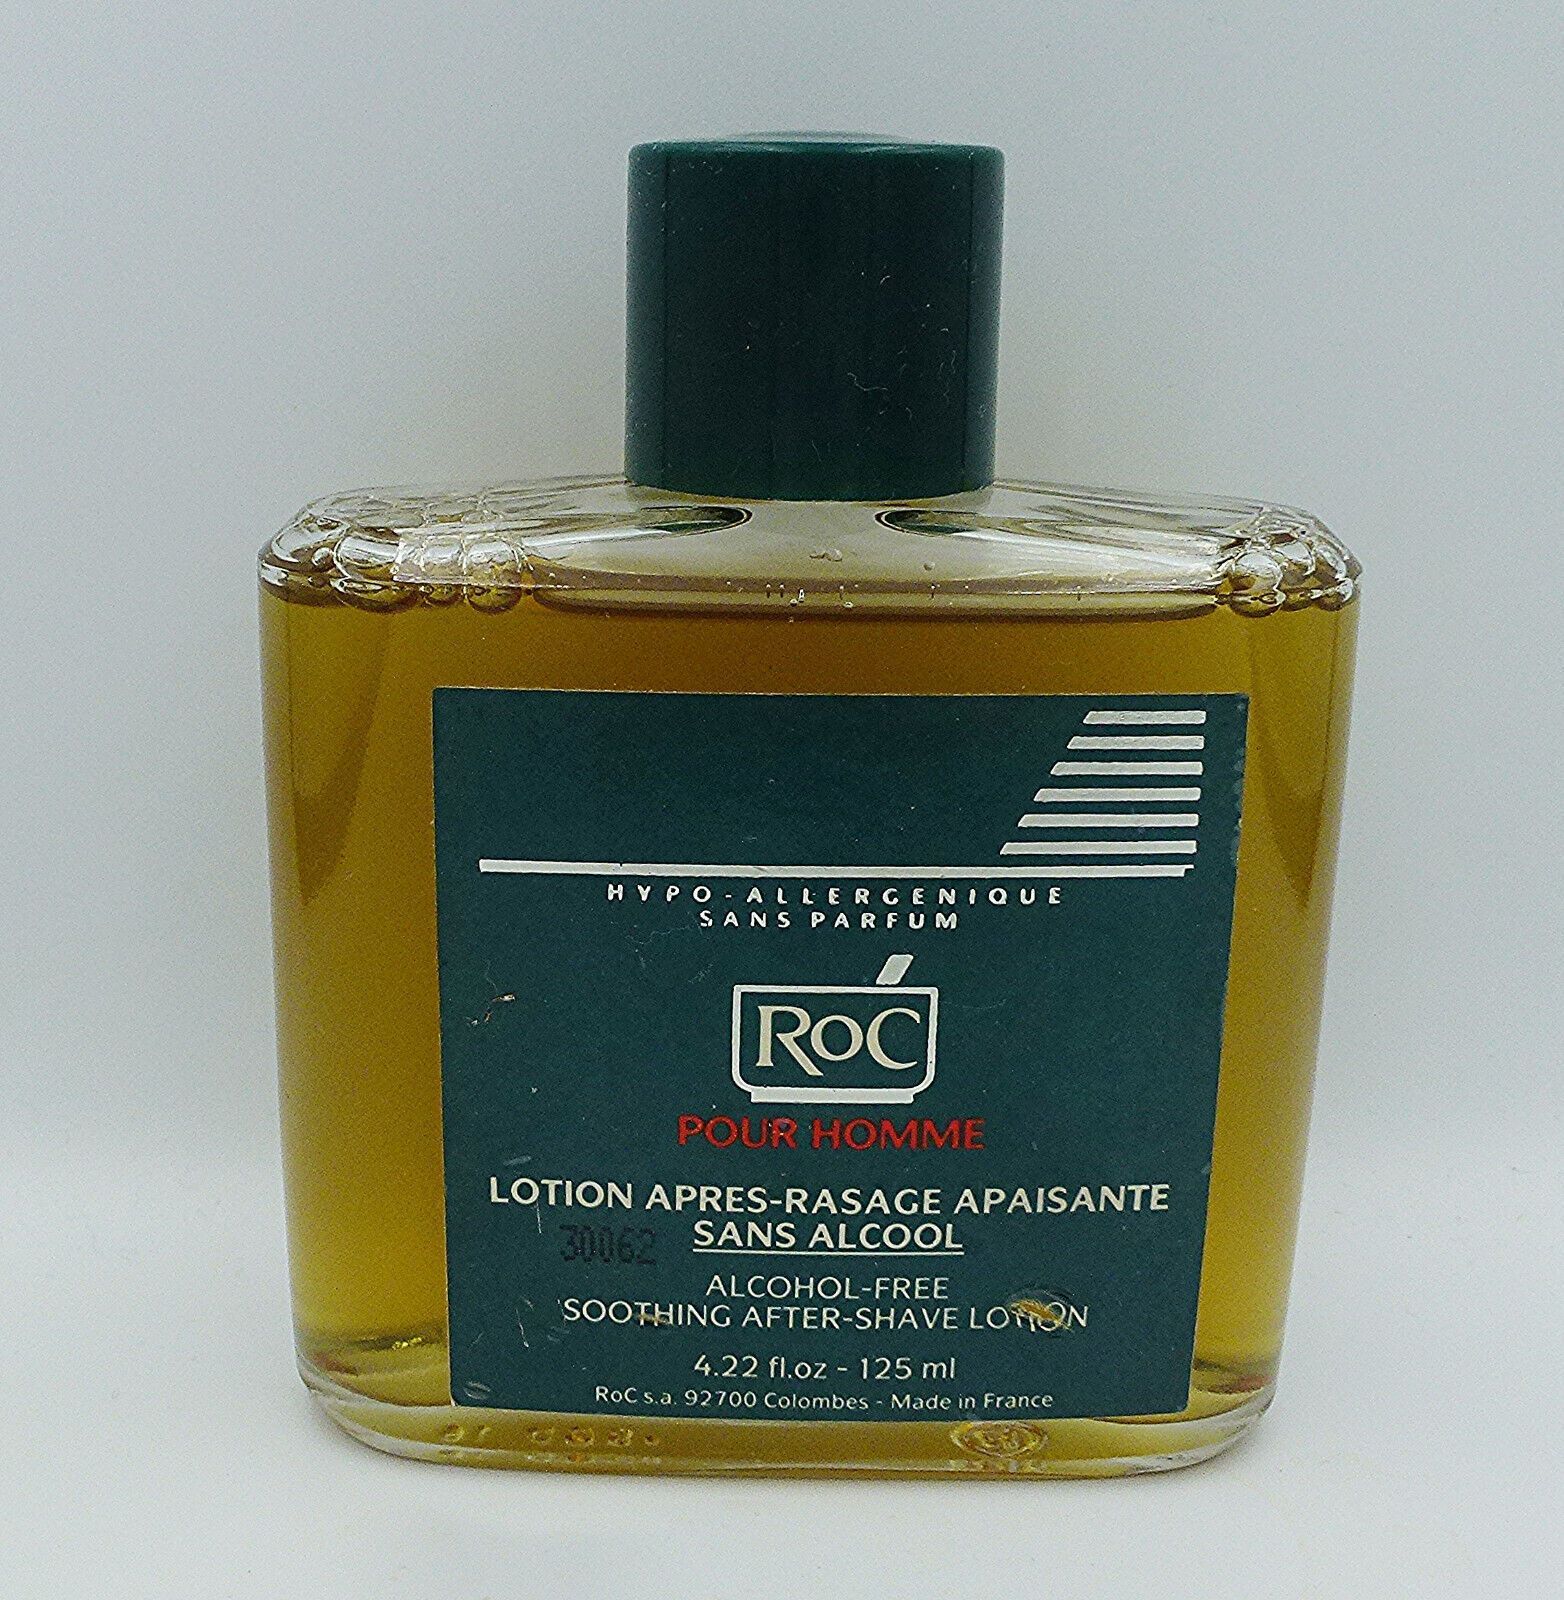 HYPO-ALLERGENIQUE
SANS PARFUM
RoC
POUR HOMME
LOTION APRES-RASAGE APAISANTE
SANS ALCOOL
30062
ALCOHOL-FREE
SOOTHING AFTER-SHAVE LOTION
4.22 fl.oz - 125 ml
RoC s.a. 92700 Colombes - Made in France